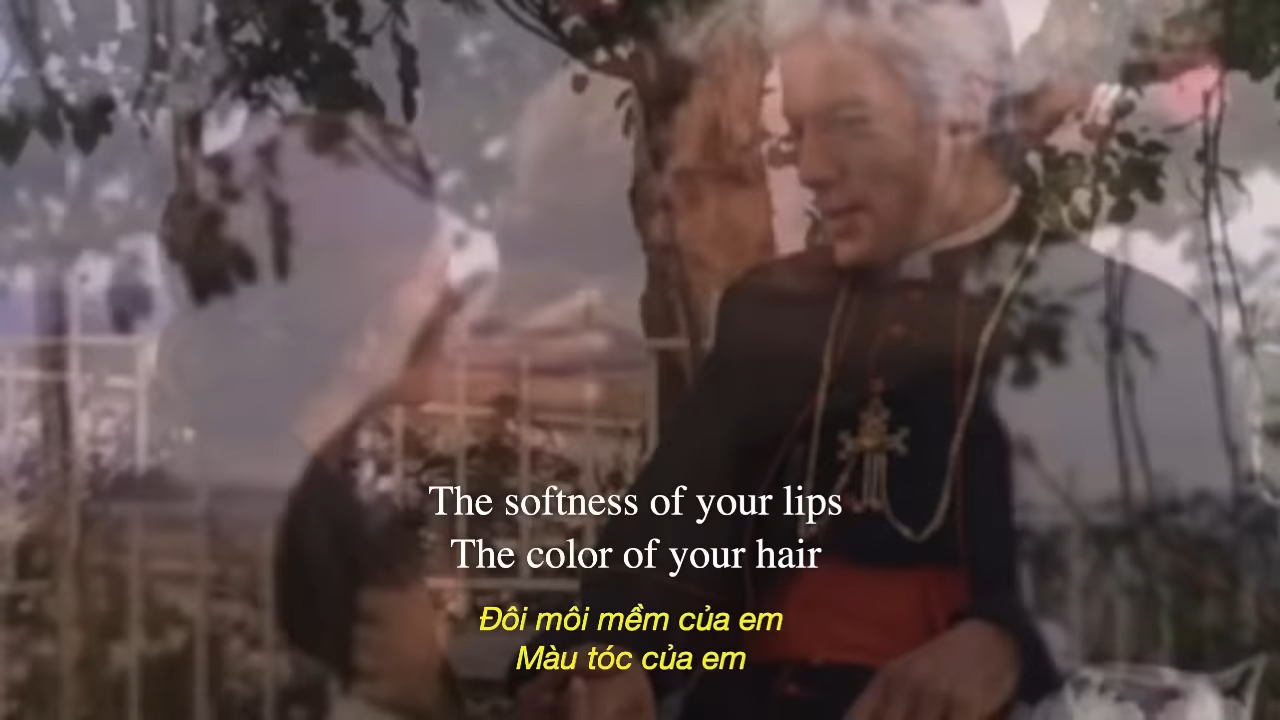 The softness of your lips
The color of your hair
Đôi môi mềm của em
Màu tóc của em